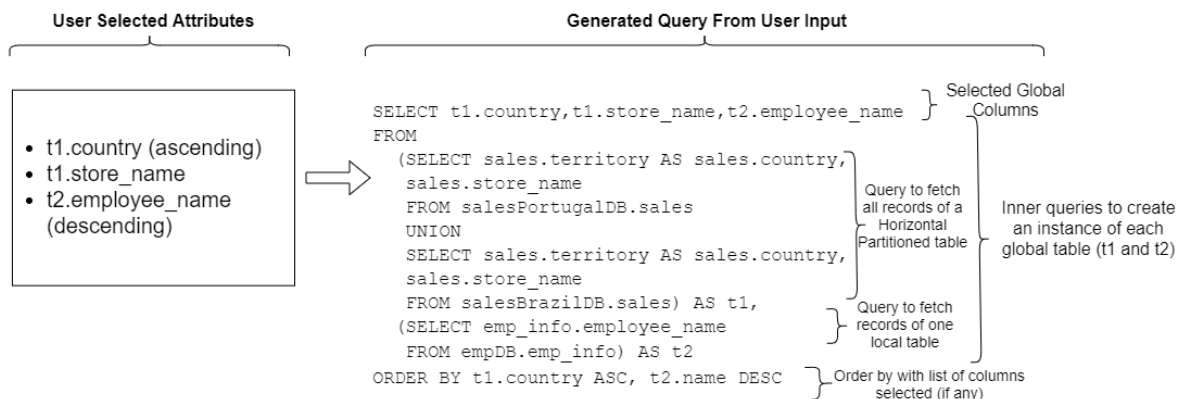 User Selected Attributes
Generated Query From User Input
• t1.country (ascending)
• t1.store_name
• t2.employee_name
(descending)
SELECT t1.country,t1.store_name,t2.employee_name
FROM
(SELECT sales.territory AS sales.country,
sales.store_name
FROM salesPortugalDB.sales
UNION
SELECT sales.territory AS sales.country,
sales.store_name
FROM salesBrazilDB.sales) AS t1,
(SELECT emp_info.employee_name
FROM empDB.emp_info) AS t2
ORDER BY t1.country ASC, t2.name DESC
Selected Global
Columns
Query to fetch
all records of a
Horizontal
Partitioned table
Query to fetch
records of one
local table
Inner queries to create
an instance of each
global table (t1 and t2)
Order by with list of columns
selected (if any)